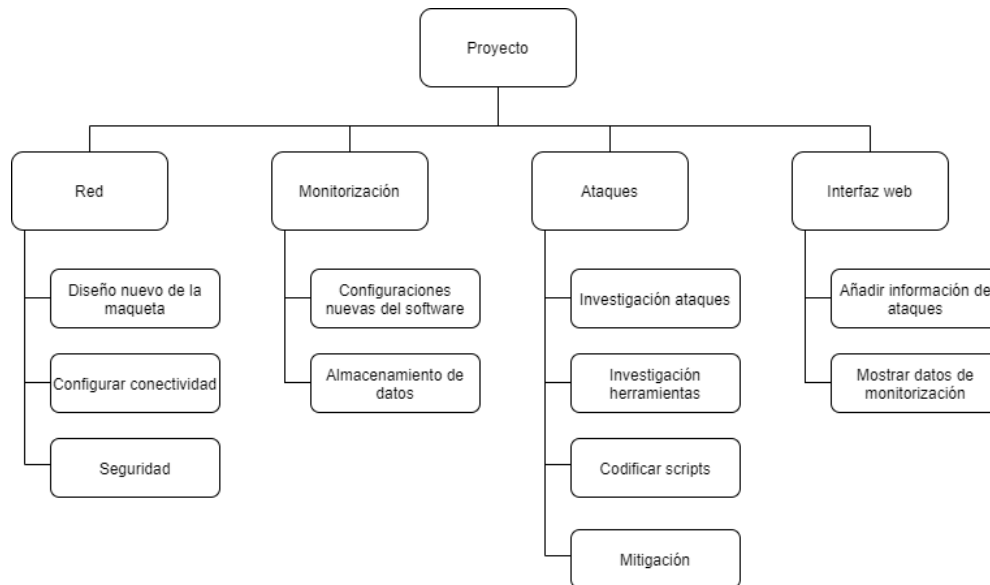 Proyecto
Red
Monitorización
Ataques
Interfaz web
Diseño nuevo de la
maqueta
Configuraciones
nuevas del software
Investigación ataques
Añadir información de
ataques
Configurar conectividad
Almacenamiento de
datos
Investigación
herramientas
Mostrar datos de
monitorización
Seguridad
Codificar scripts
Mitigación